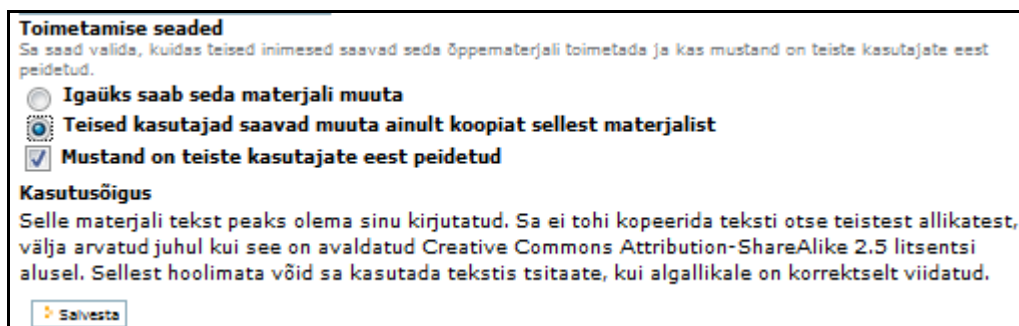 Toimetamise seaded
Sa saad valida, kuidas teised inimesed saavad seda õppematerjali toimetada ja kas mustand on teiste kasutajate eest
peidetud.
Igaüks saab seda materjali muuta
Teised kasutajad saavad muuta ainult koopiat sellest materjalist
Mustand on teiste kasutajate eest peidetud
Kasutusõigus
Selle materjali tekst peaks olema sinu kirjutatud. Sa ei tohi kopeerida teksti otse teistest allikatest,
välja arvatud juhul kui see on avaldatud Creative Commons Attribution-ShareAlike 2.5 litsentsi
alusel. Sellest hoolimata võid sa kasutada tekstis tsitaate, kui algallikale on korrektselt viidatud.
Salvesta